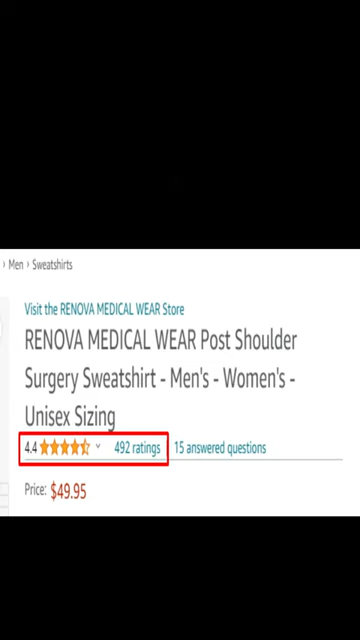 › Men › Sweatshirts
Visit the RENOVA MEDICAL WEAR Store
RENOVA MEDICAL WEAR Post Shoulder
Surgery Sweatshirt - Men's - Women's -
Unisex Sizing
4.4 492 ratings 15 answered questions
Price: $49.95